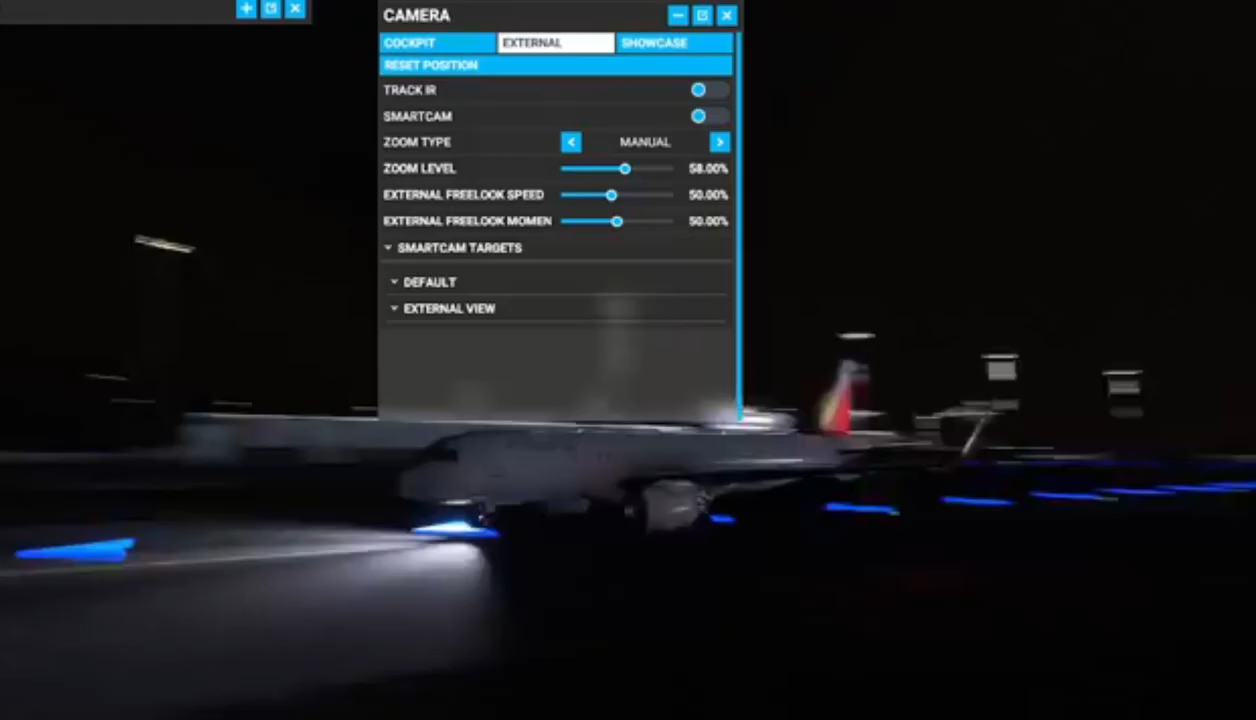 CAMERA
COCKPIT
EXTERNAL
SHOWCASE
RESET POSITION
TRACK IR
SMARTCAM
ZOOM TYPE MANUAL
ZOOM LEVEL 58.00%
EXTERNAL FREELOOK SPEED 50.00%
EXTERNAL FREELOOK MOMEN 50.00%
SMARTCAM TARGETS
DEFAULT
EXTERNAL VIEW